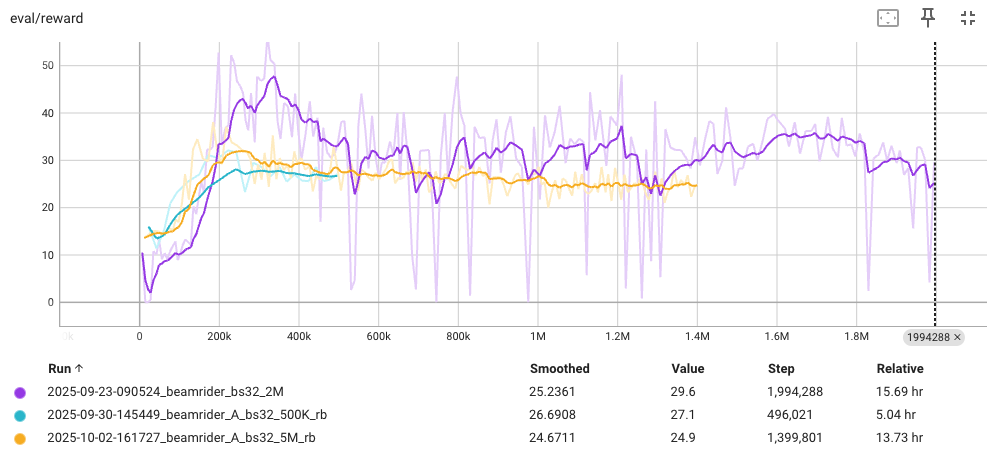 eval/reward
50
40
30
20
10
0
0k 0 200k 400k 600k 800k 1M 1.2M 1.4M 1.6M 1.8M 1994288 ✕
Run ↑ Smoothed Value Step Relative
2025-09-23-090524_beamrider_bs32_2M 25.2361 29.6 1,994,288 15.69 hr
2025-09-30-145449_beamrider_A_bs32_500K_rb 26.6908 27.1 496,021 5.04 hr
2025-10-02-161727_beamrider_A_bs32_5M_rb 24.6711 24.9 1,399,801 13.73 hr